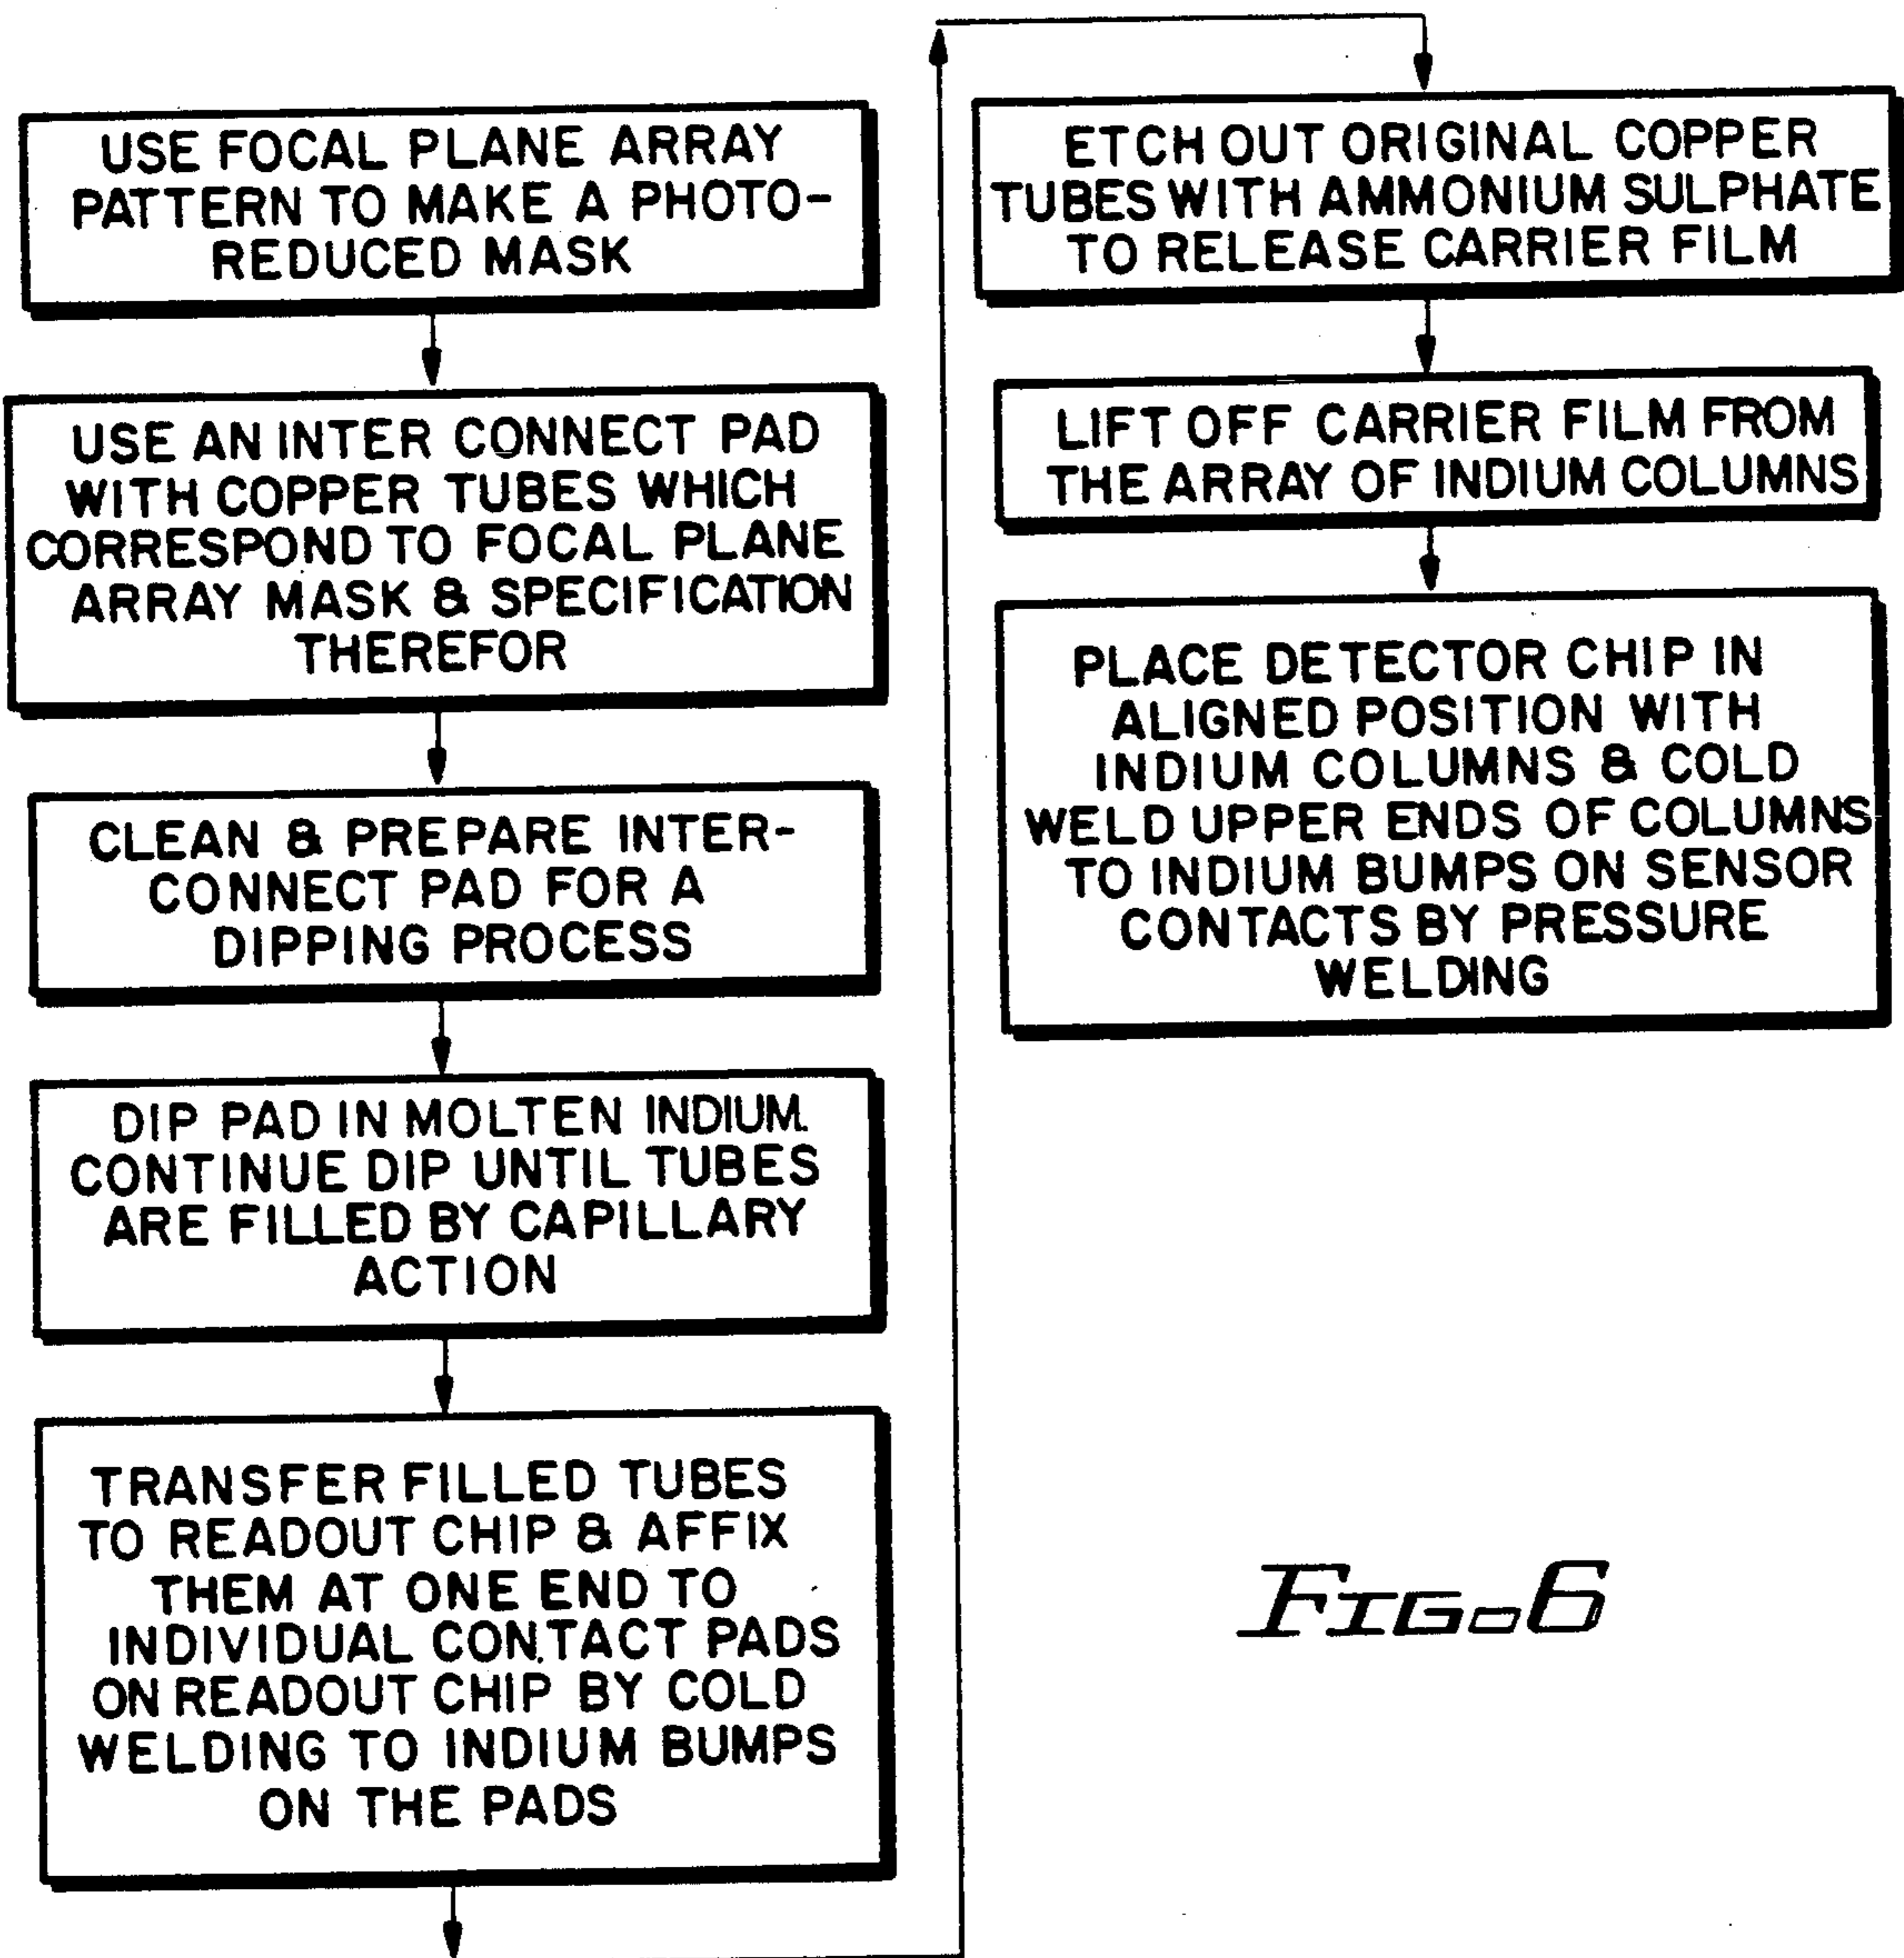 USE FOCAL PLANE ARRAY
PATTERN TO MAKE A PHOTO-
REDUCED MASK
USE AN INTER CONNECT PAD
WITH COPPER TUBES WHICH
CORRESPOND TO FOCAL PLANE
ARRAY MASK & SPECIFICATION
THEREFOR
CLEAN & PREPARE INTER-
CONNECT PAD FOR A
DIPPING PROCESS
DIP PAD IN MOLTEN INDIUM.
CONTINUE DIP UNTIL TUBES
ARE FILLED BY CAPILLARY
ACTION
TRANSFER FILLED TUBES
TO READOUT CHIP & AFFIX
THEM AT ONE END TO
INDIVIDUAL CONTACT PADS
ON READOUT CHIP BY COLD
WELDING TO INDIUM BUMPS
ON THE PADS
ETCH OUT ORIGINAL COPPER
TUBES WITH AMMONIUM SULPHATE
TO RELEASE CARRIER FILM
LIFT OFF CARRIER FILM FROM
THE ARRAY OF INDIUM COLUMNS
PLACE DETECTOR CHIP IN
ALIGNED POSITION WITH
INDIUM COLUMNS & COLD
WELD UPPER ENDS OF COLUMNS
TO INDIUM BUMPS ON SENSOR
CONTACTS BY PRESSURE
WELDING
FIG. 6